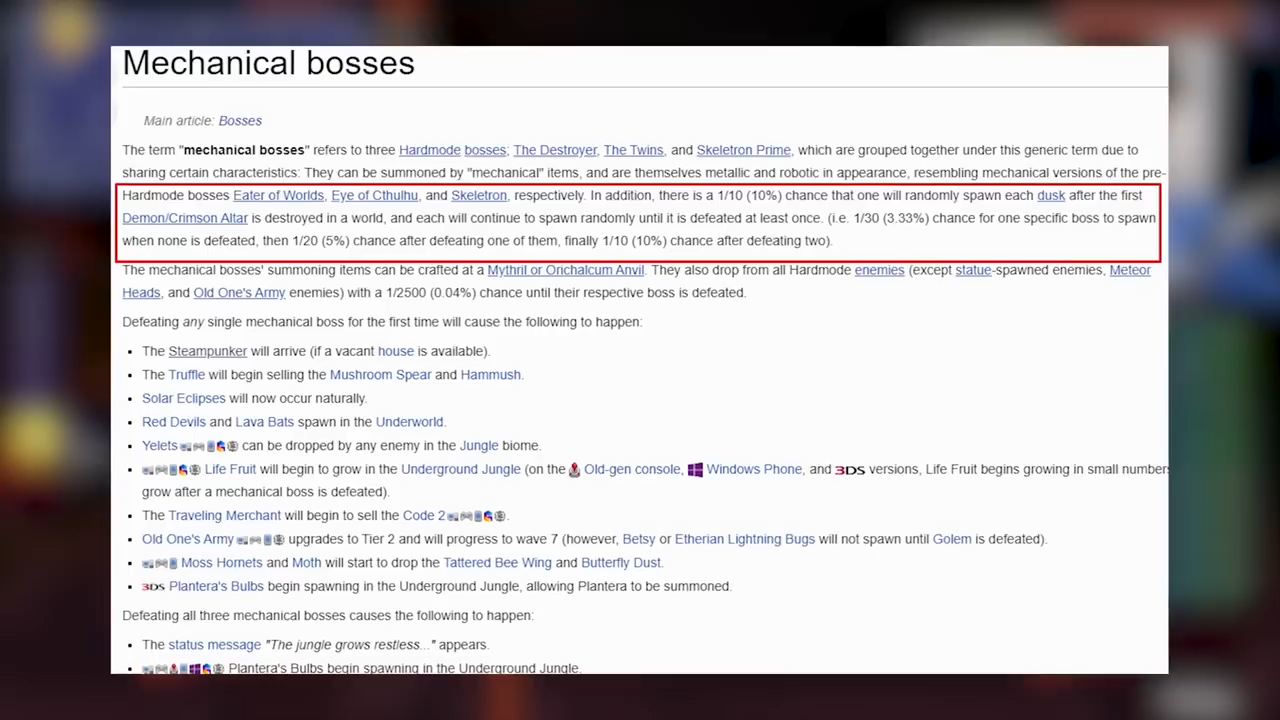 Mechanical bosses
Main article: Bosses
The term "mechanical bosses" refers to three Hardmode bosses; The Destroyer, The Twins, and Skeletron Prime, which are grouped together under this generic term due to
sharing certain characteristics: They can be summoned by "mechanical" items, and are themselves metallic and robotic in appearance, resembling mechanical versions of the pre-
Hardmode bosses Eater of Worlds, Eye of Cthulhu, and Skeletron, respectively. In addition, there is a 1/10 (10%) chance that one will randomly spawn each dusk after the first
Demon/Crimson Altar is destroyed in a world, and each will continue to spawn randomly until it is defeated at least once. (i.e. 1/30 (3.33%) chance for one specific boss to spawn
when none is defeated, then 1/20 (5%) chance after defeating one of them, finally 1/10 (10%) chance after defeating two).
The mechanical bosses' summoning items can be crafted at a Mythril or Orichalcum Anvil. They also drop from all Hardmode enemies (except statue-spawned enemies, Meteor
Heads, and Old One's Army enemies) with a 1/2500 (0.04%) chance until their respective boss is defeated.
Defeating any single mechanical boss for the first time will cause the following to happen:
• The Steampunker will arrive (if a vacant house is available).
• The Truffle will begin selling the Mushroom Spear and Hammush.
• Solar Eclipses will now occur naturally.
• Red Devils and Lava Bats spawn in the Underworld.
• Yelets can be dropped by any enemy in the Jungle biome.
• Life Fruit will begin to grow in the Underground Jungle (on the Old-gen console, Windows Phone, and 3DS versions, Life Fruit begins growing in small numbers
grow after a mechanical boss is defeated).
• The Traveling Merchant will begin to sell the Code 2.
• Old One's Army upgrades to Tier 2 and will progress to wave 7 (however, Betsy or Etherian Lightning Bugs will not spawn until Golem is defeated).
• Moss Hornets and Moth will start to drop the Tattered Bee Wing and Butterfly Dust.
• 3DS Plantera's Bulbs begin spawning in the Underground Jungle, allowing Plantera to be summoned.
Defeating all three mechanical bosses causes the following to happen:
• The status message "The jungle grows restless..." appears.
• Plantera's Bulbs begin spawning in the Underground Jungle.